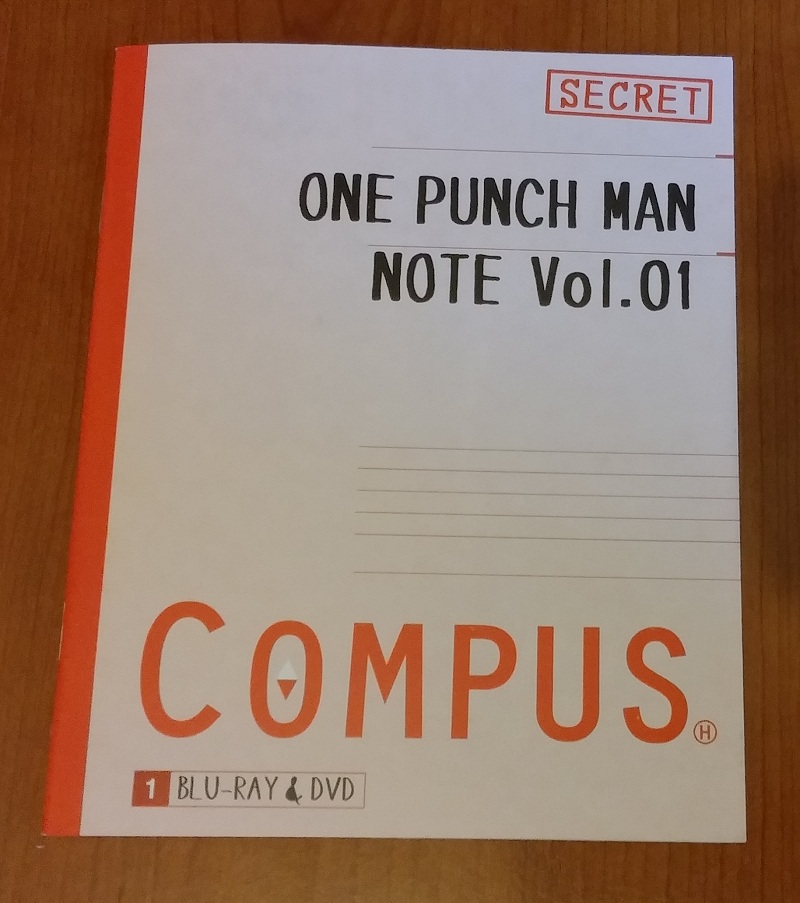 SECRET
ONE PUNCH MAN
NOTE Vol.01
COMPUS
H
1 BLU-RAY & DVD